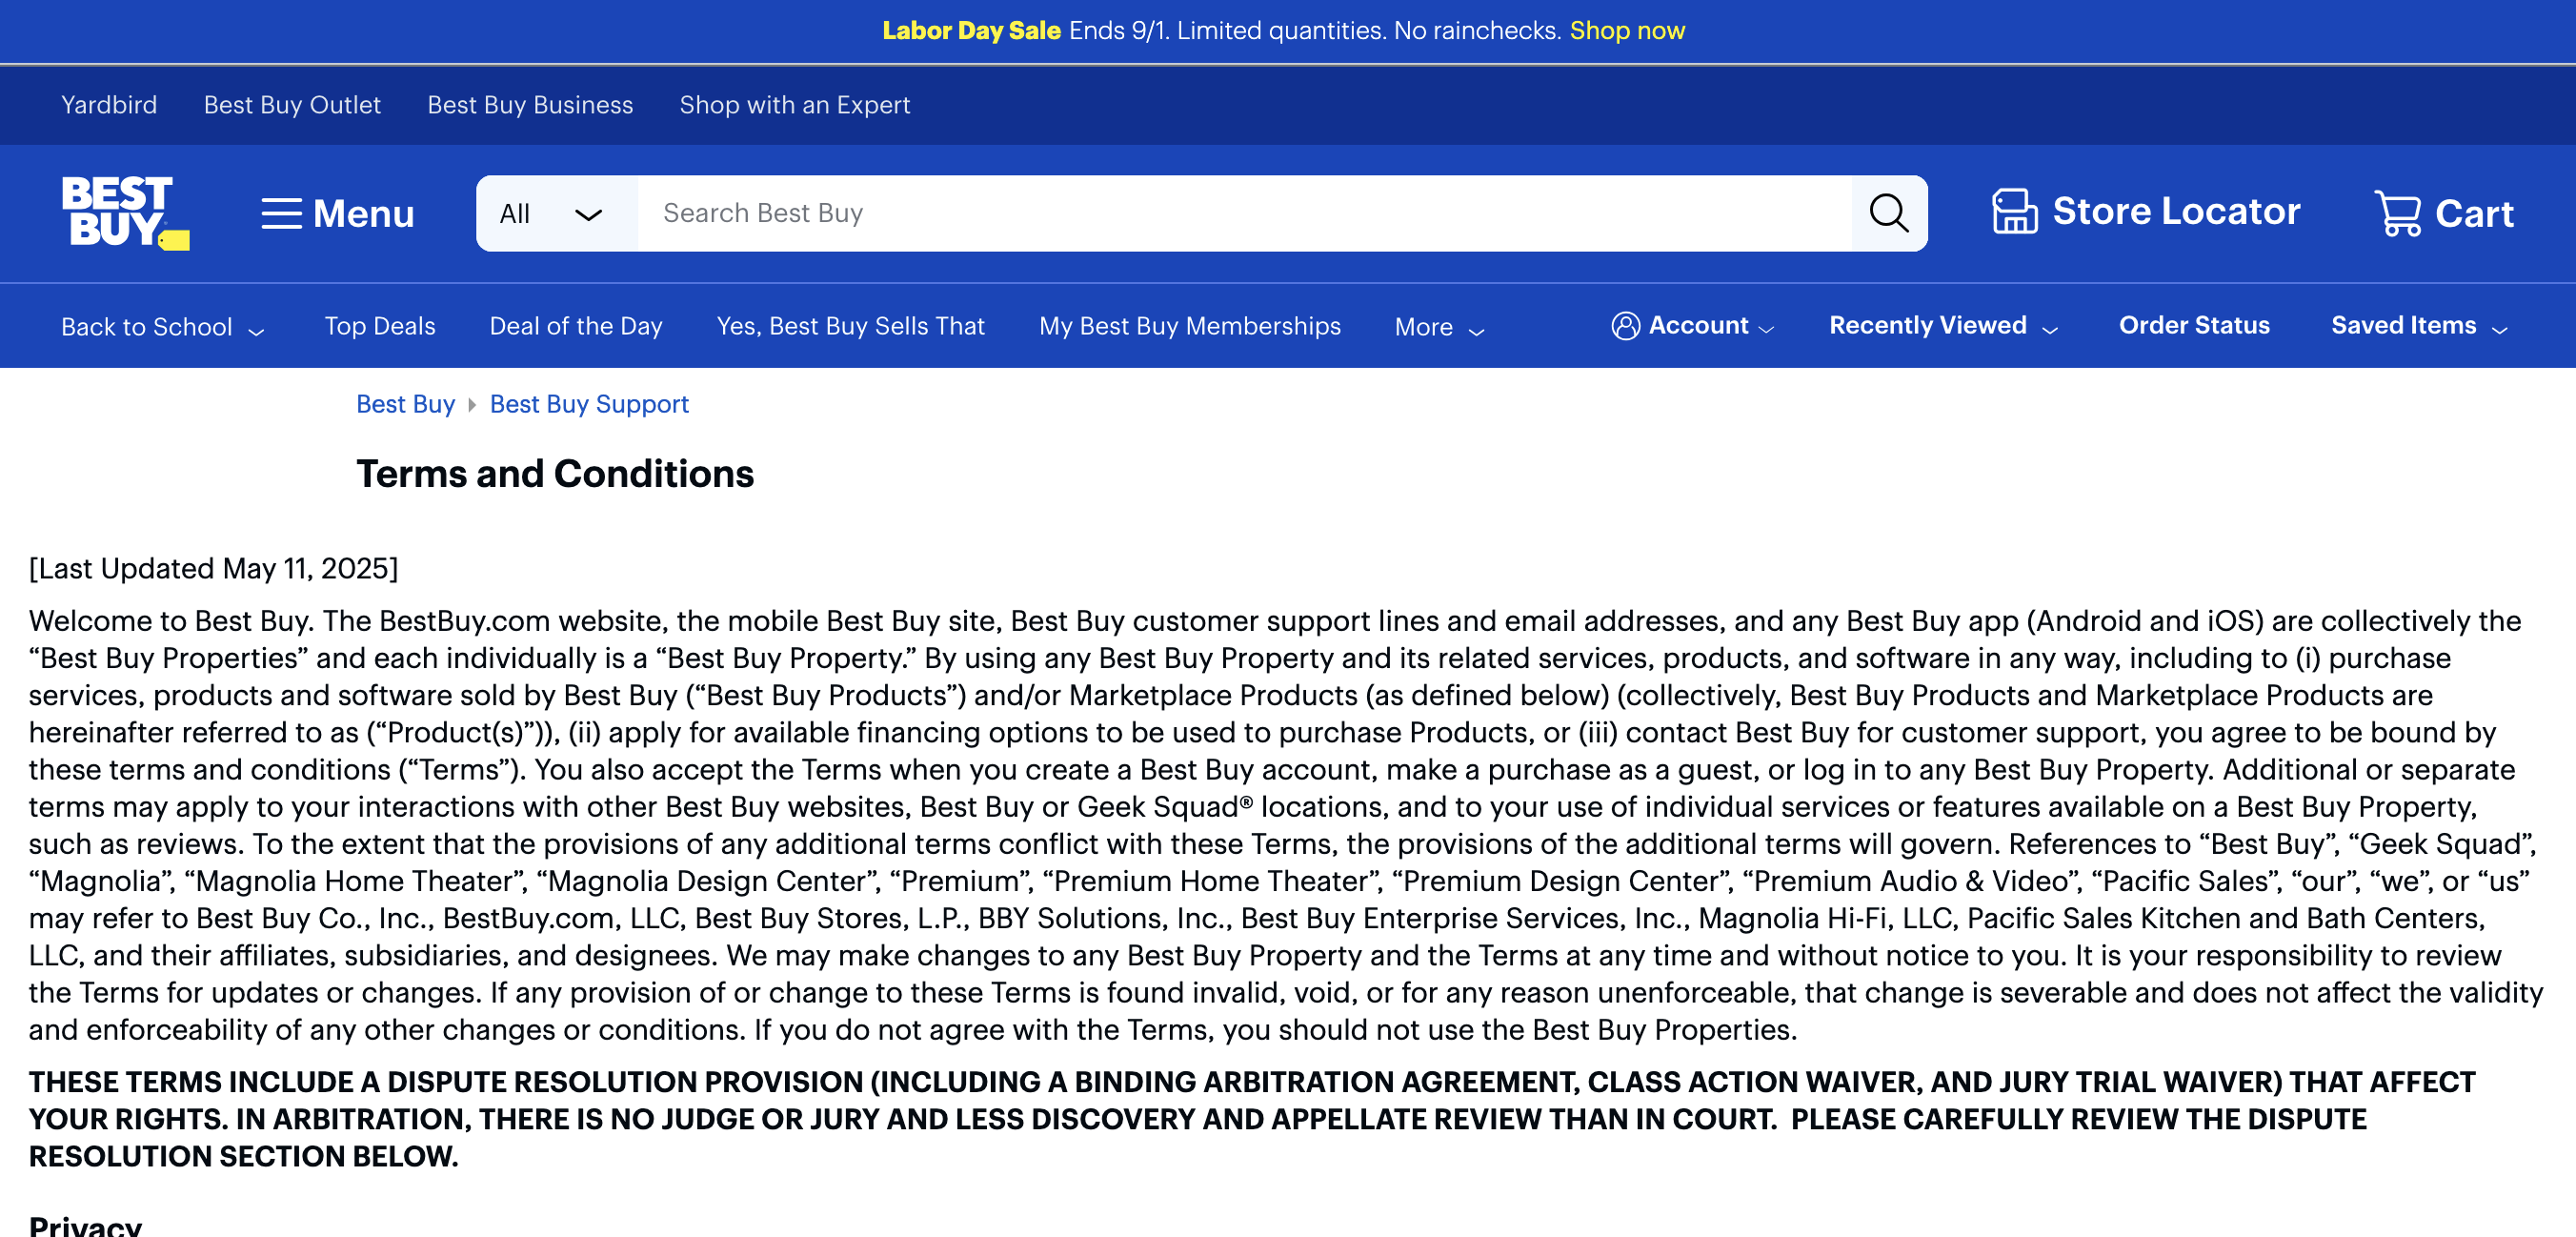 Labor Day Sale Ends 9/1. Limited quantities. No rainchecks. Shop now
Yardbird Best Buy Outlet Best Buy Business Shop with an Expert
BEST
BUY
Menu
All
Search Best Buy
Store Locator
Cart
Back to School Top Deals Deal of the Day Yes, Best Buy Sells That My Best Buy Memberships More Account Recently Viewed Order Status Saved Items
Best Buy Best Buy Support
Terms and Conditions
[Last Updated May 11, 2025]
Welcome to Best Buy. The BestBuy.com website, the mobile Best Buy site, Best Buy customer support lines and email addresses, and any Best Buy app (Android and iOS) are collectively the
“Best Buy Properties” and each individually is a “Best Buy Property.” By using any Best Buy Property and its related services, products, and software in any way, including to (i) purchase
services, products and software sold by Best Buy (“Best Buy Products”) and/or Marketplace Products (as defined below) (collectively, Best Buy Products and Marketplace Products are
hereinafter referred to as (“Product(s)”)), (ii) apply for available financing options to be used to purchase Products, or (iii) contact Best Buy for customer support, you agree to be bound by
these terms and conditions (“Terms”). You also accept the Terms when you create a Best Buy account, make a purchase as a guest, or log in to any Best Buy Property. Additional or separate
terms may apply to your interactions with other Best Buy websites, Best Buy or Geek Squad® locations, and to your use of individual services or features available on a Best Buy Property,
such as reviews. To the extent that the provisions of any additional terms conflict with these Terms, the provisions of the additional terms will govern. References to “Best Buy”, “Geek Squad”,
“Magnolia”, “Magnolia Home Theater”, “Magnolia Design Center”, “Premium”, “Premium Home Theater”, “Premium Design Center”, “Premium Audio & Video”, “Pacific Sales”, “our”, “we”, or “us”
may refer to Best Buy Co., Inc., BestBuy.com, LLC, Best Buy Stores, L.P., BBY Solutions, Inc., Best Buy Enterprise Services, Inc., Magnolia Hi-Fi, LLC, Pacific Sales Kitchen and Bath Centers,
LLC, and their affiliates, subsidiaries, and designees. We may make changes to any Best Buy Property and the Terms at any time and without notice to you. It is your responsibility to review
the Terms for updates or changes. If any provision of or change to these Terms is found invalid, void, or for any reason unenforceable, that change is severable and does not affect the validity
and enforceability of any other changes or conditions. If you do not agree with the Terms, you should not use the Best Buy Properties.
THESE TERMS INCLUDE A DISPUTE RESOLUTION PROVISION (INCLUDING A BINDING ARBITRATION AGREEMENT, CLASS ACTION WAIVER, AND JURY TRIAL WAIVER) THAT AFFECT
YOUR RIGHTS. IN ARBITRATION, THERE IS NO JUDGE OR JURY AND LESS DISCOVERY AND APPELLATE REVIEW THAN IN COURT. PLEASE CAREFULLY REVIEW THE DISPUTE
RESOLUTION SECTION BELOW.
Privacy